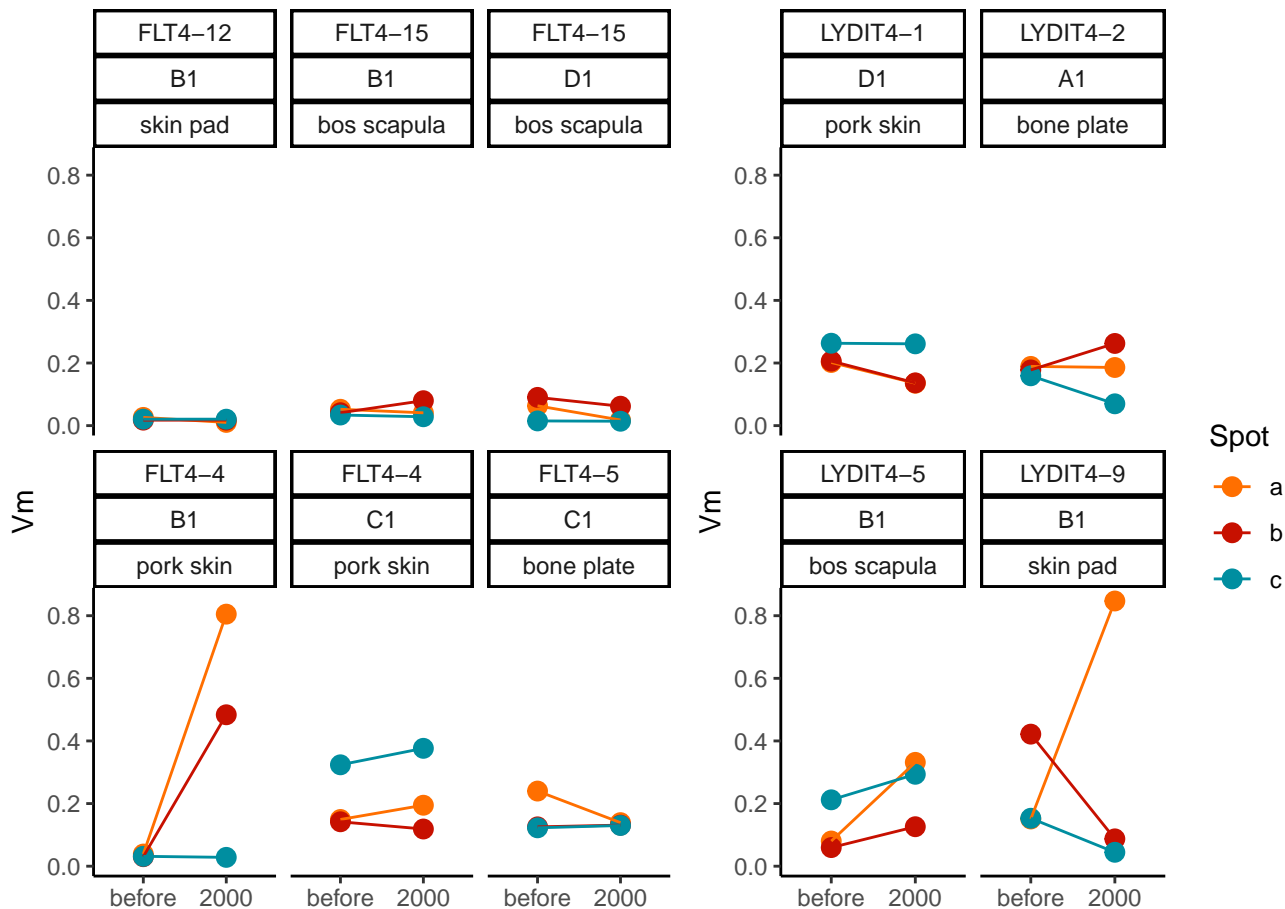 FLT4−12 FLT4−15 FLT4−15 LYDIT4−1 LYDIT4−2
B1 B1 D1 D1 A1
skin pad bos scapula bos scapula pork skin bone plate
0.8 0.8
0.6 0.6
0.4 0.4
0.2 0.2
0.0 0.0
FLT4−4 FLT4−4 FLT4−5 LYDIT4−5 LYDIT4−9
B1 C1 C1 B1 B1
pork skin pork skin bone plate bos scapula skin pad
0.8 0.8
0.6 0.6
0.4 0.4
0.2 0.2
0.0 0.0
before 2000 before 2000 before 2000 before 2000 before 2000
Vm
Vm
Spot
a
b
c